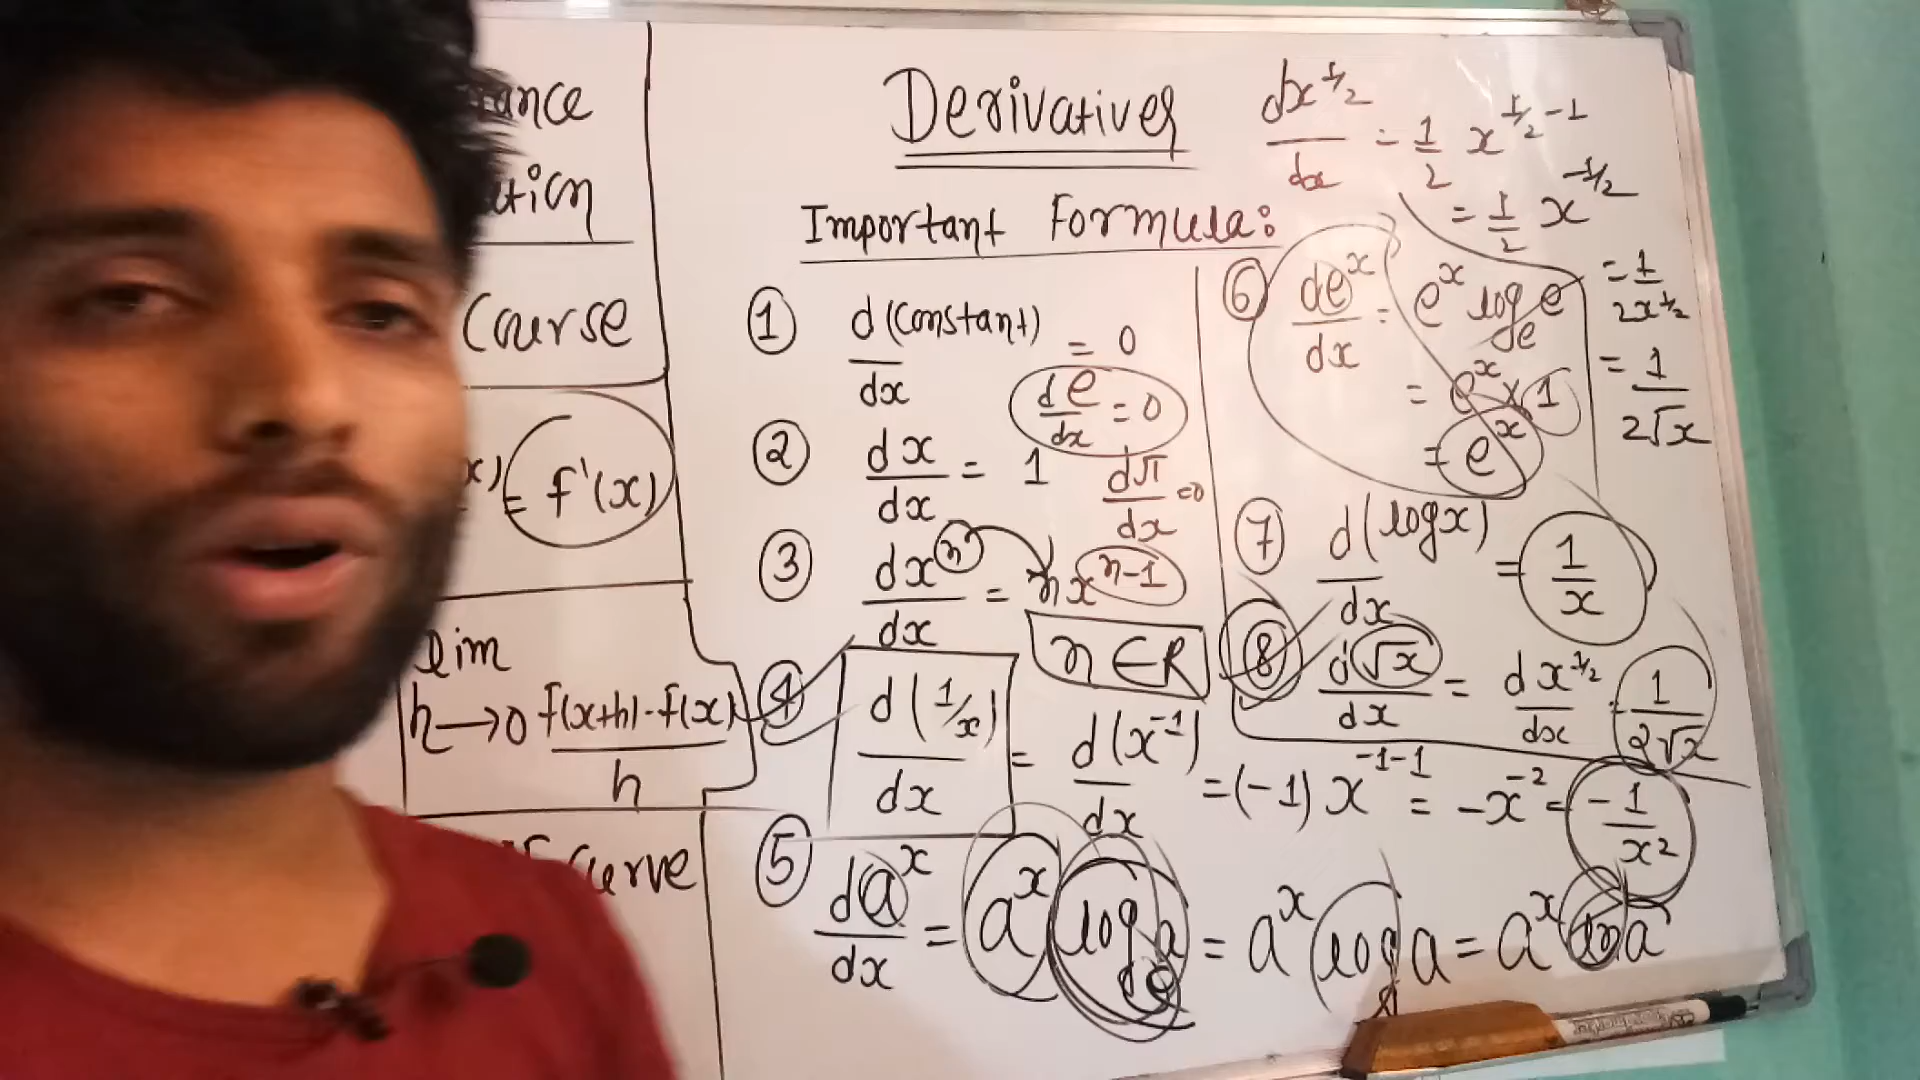 Derivatives
Important Formula:
dx^1/2 / dx = 1/2 x^1/2-1
= 1/2 x^-1/2
= 1/2x^1/2
= 1/2√x
① d(constant)/dx = 0
de/dx = 0
② dx/dx = 1
dπ/dx = 0
③ dx^n/dx = nx^n-1
n ∈ R
④ d(1/x)/dx = d(x^-1)/dx = (-1) x^-1-1 = -x^-2 = -1/x^2
⑤ da^x/dx = a^x log_e a = a^x log a = a^x ln a
⑥ de^x/dx = e^x log_e e
= e^x × 1
= e^x
⑦ d(logx)/dx = 1/x
⑧ d√x/dx = dx^1/2 / dx = 1/2√x
Course
x) = f'(x)
lim h→0 f(x+h)-f(x)/h